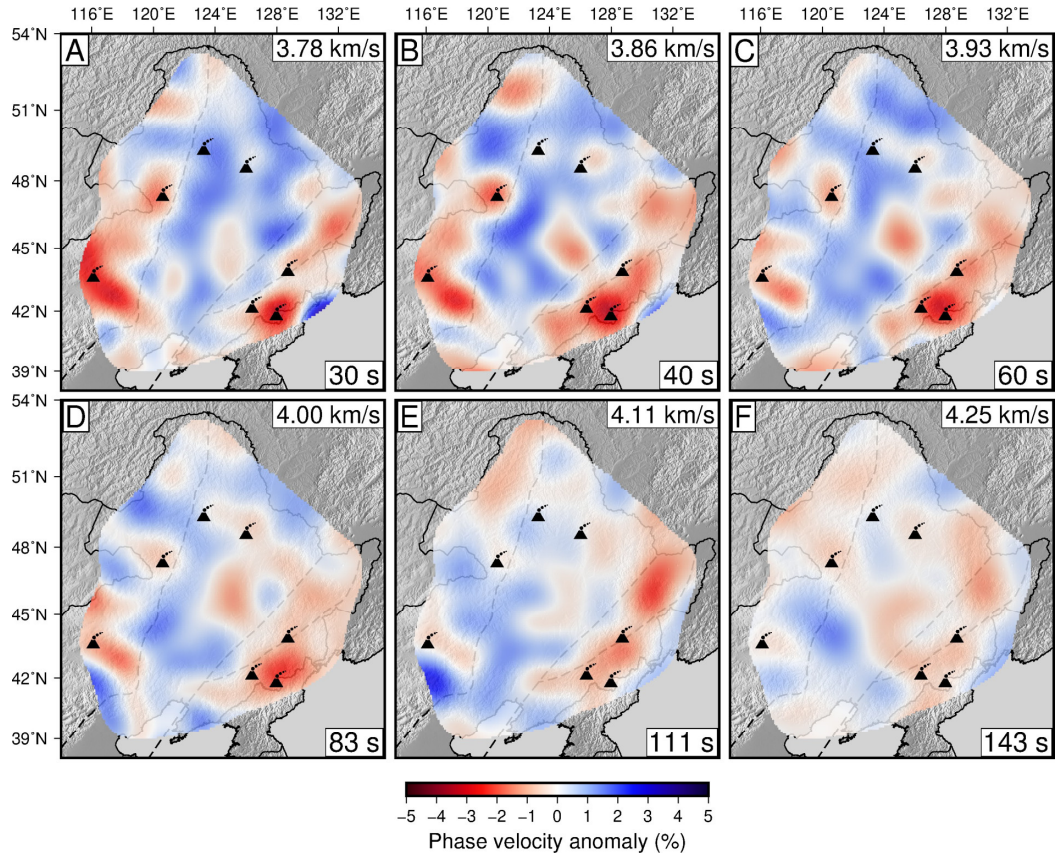 116˚E 120˚E 124˚E 128˚E 132˚E 116˚E 120˚E 124˚E 128˚E 132˚E 116˚E 120˚E 124˚E 128˚E 132˚E
54˚N
A 3.78 km/s B 3.86 km/s C 3.93 km/s
51˚N
48˚N
45˚N
42˚N
39˚N
30 s 40 s 60 s
54˚N
D 4.00 km/s E 4.11 km/s F 4.25 km/s
51˚N
48˚N
45˚N
42˚N
39˚N
83 s 111 s 143 s
−5 −4 −3 −2 −1 0 1 2 3 4 5
Phase velocity anomaly (%)